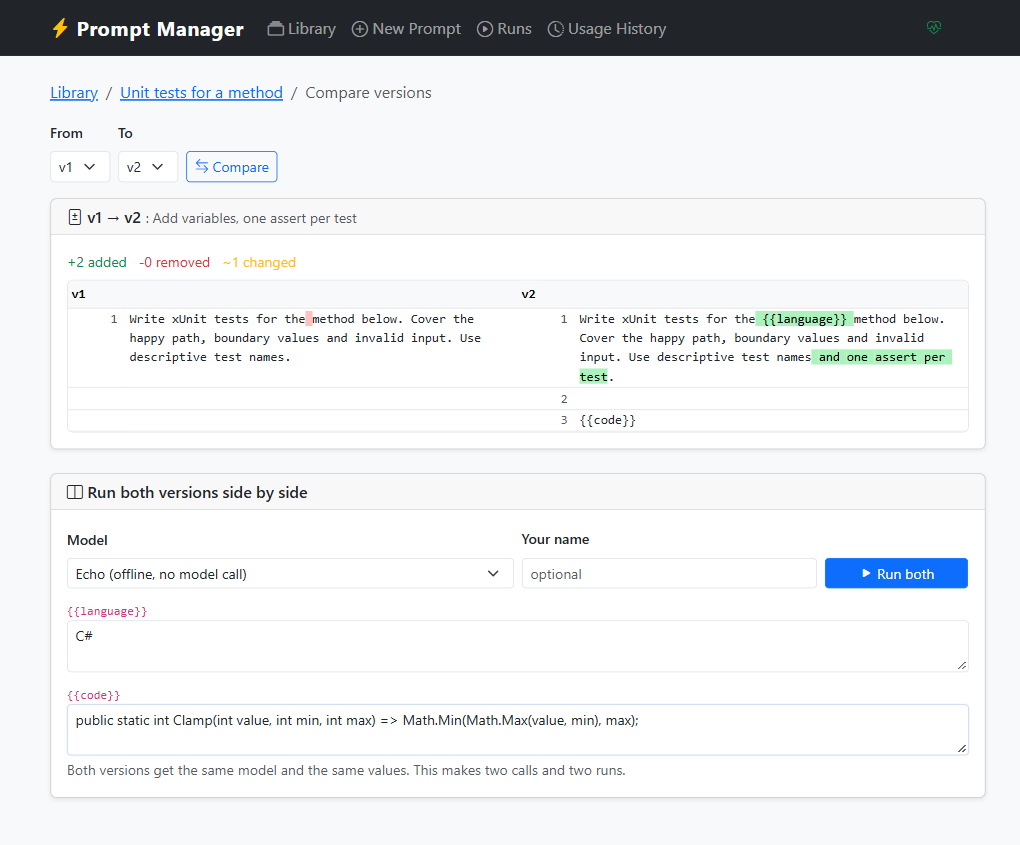 Prompt Manager Library New Prompt Runs Usage History
Library / Unit tests for a method / Compare versions
From To
v1 v2 Compare
v1 → v2 : Add variables, one assert per test
+2 added -0 removed ~1 changed
v1 v2
1 Write xUnit tests for the method below. Cover the
happy path, boundary values and invalid input. Use
descriptive test names.
1 Write xUnit tests for the {{language}} method below.
Cover the happy path, boundary values and invalid
input. Use descriptive test names and one assert per
test.
2
3 {{code}}
Run both versions side by side
Model Your name
Echo (offline, no model call) optional Run both
{{language}}
C#
{{code}}
public static int Clamp(int value, int min, int max) => Math.Min(Math.Max(value, min), max);
Both versions get the same model and the same values. This makes two calls and two runs.